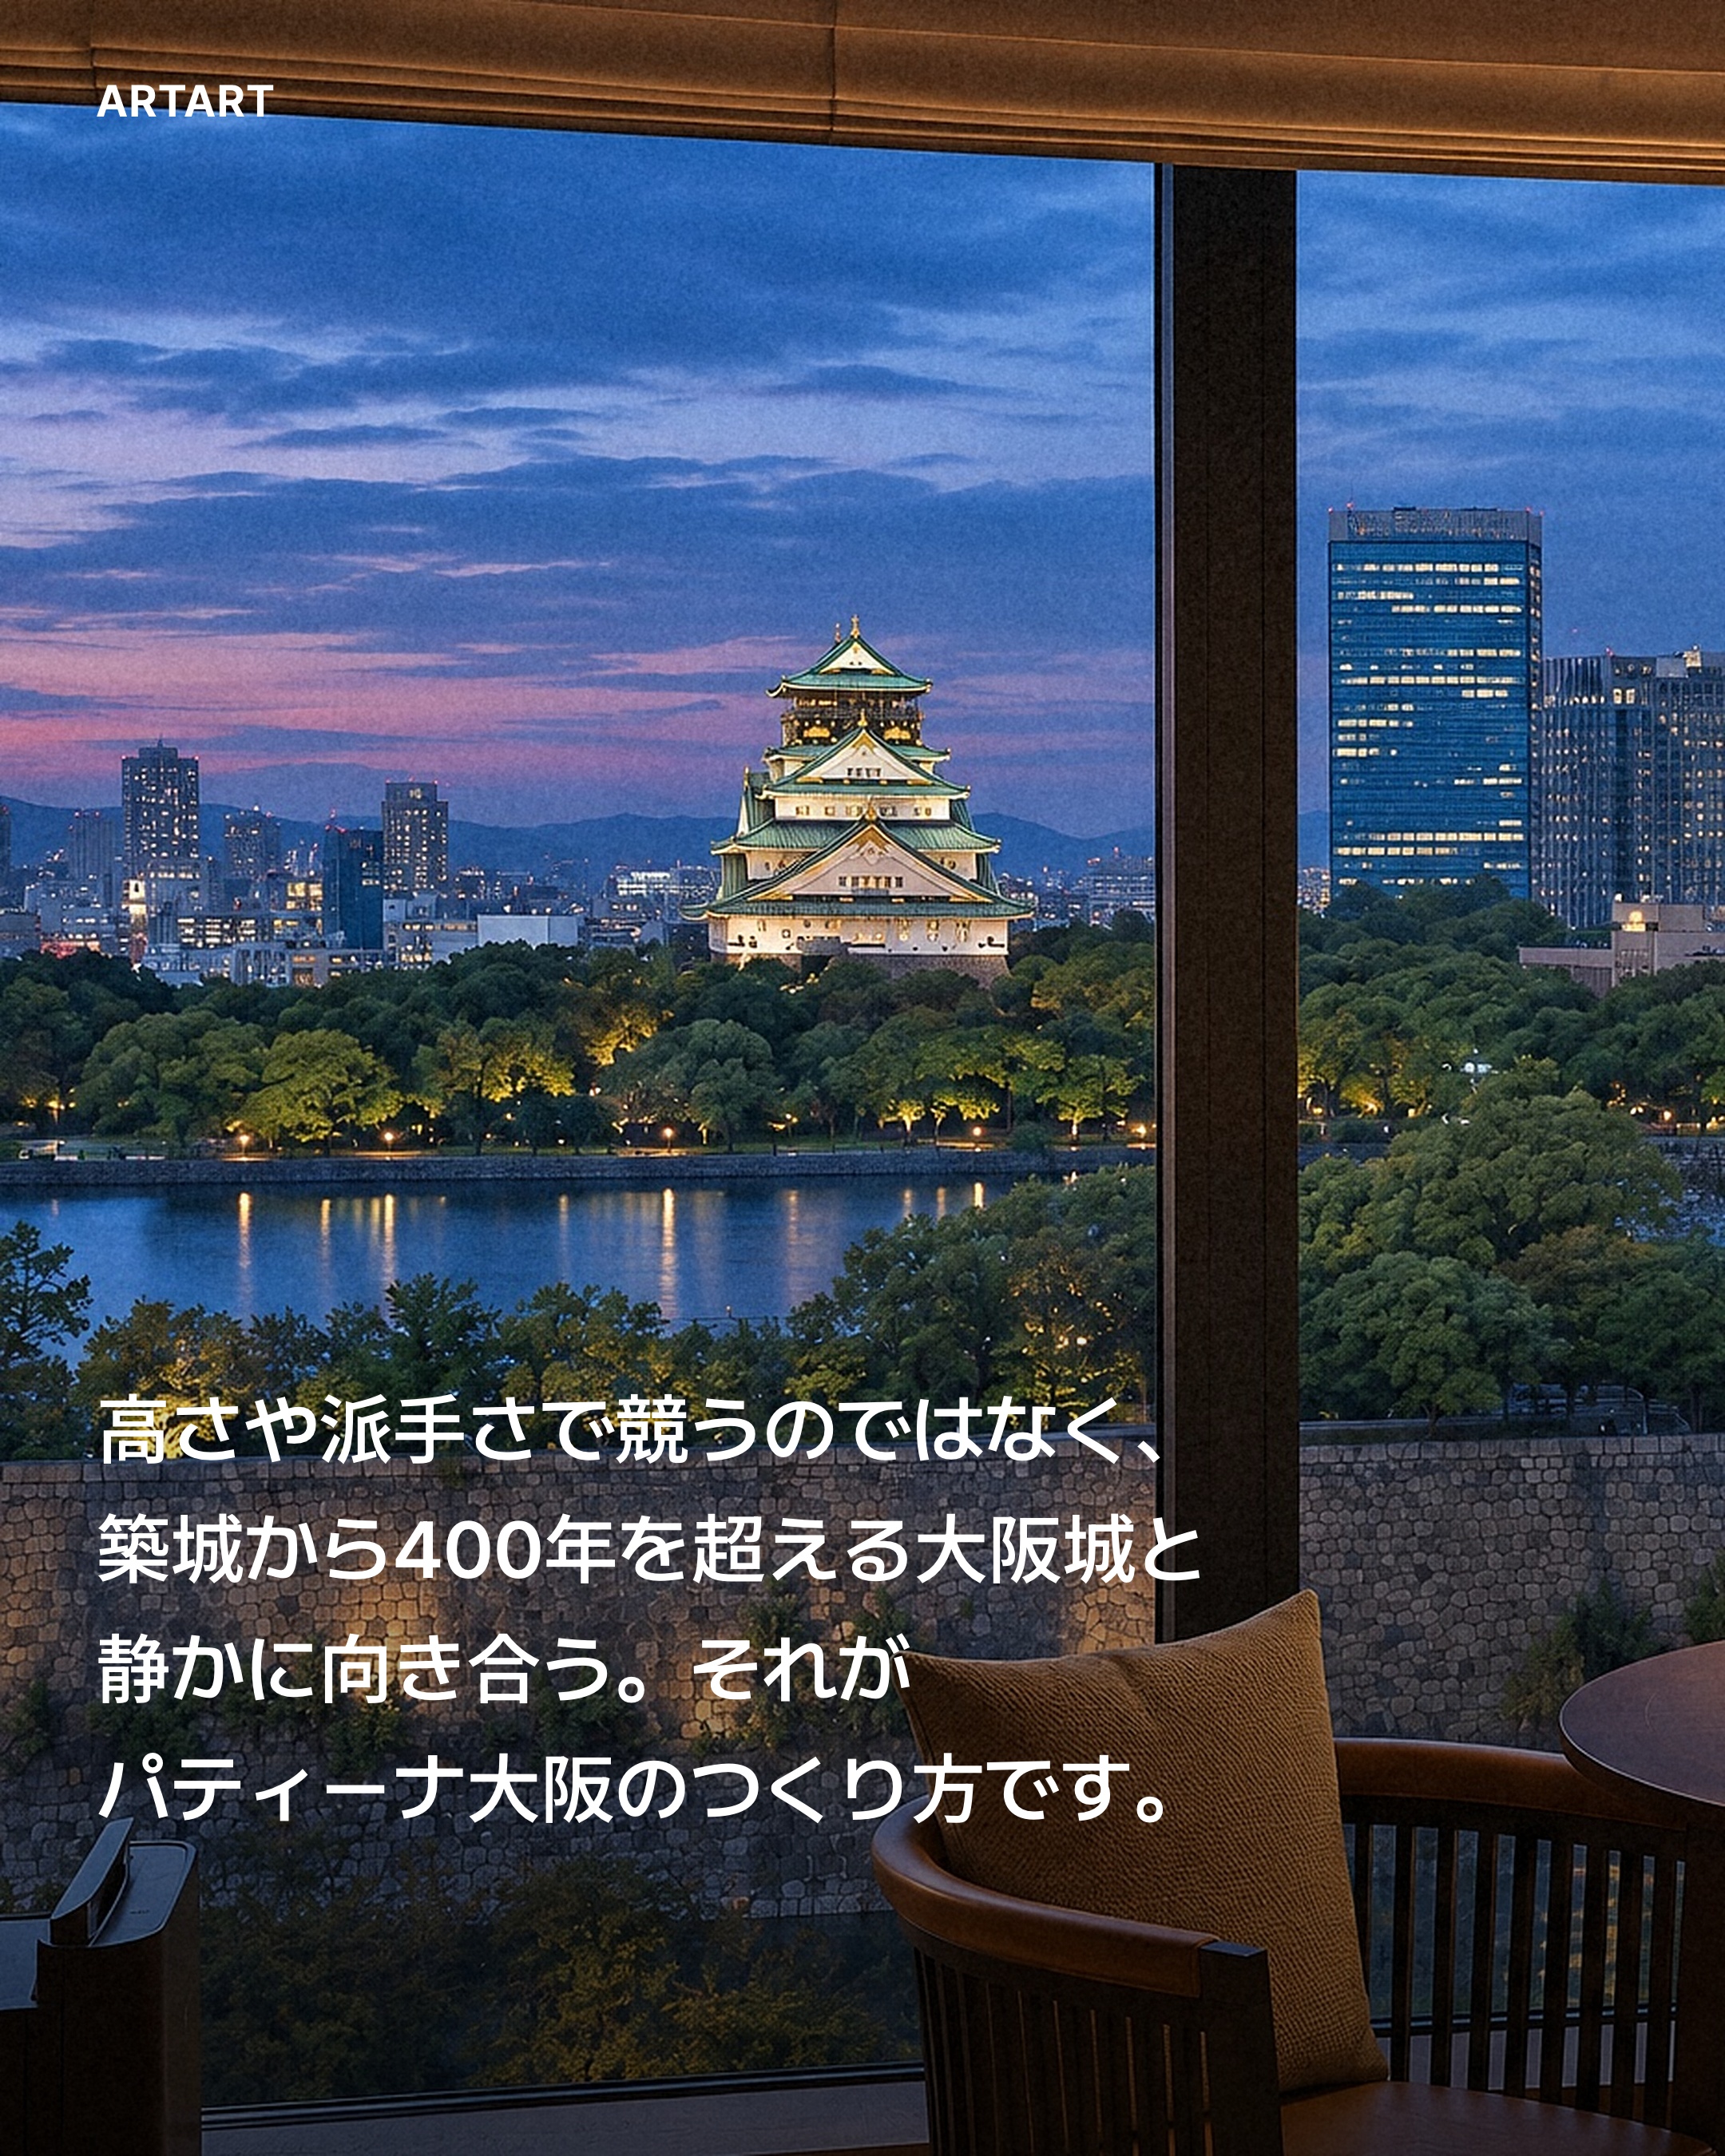 ARTART
高さや派手さで競うのではなく、
築城から400年を超える大阪城と
静かに向き合う。それが
パティーナ大阪のつくり方です。